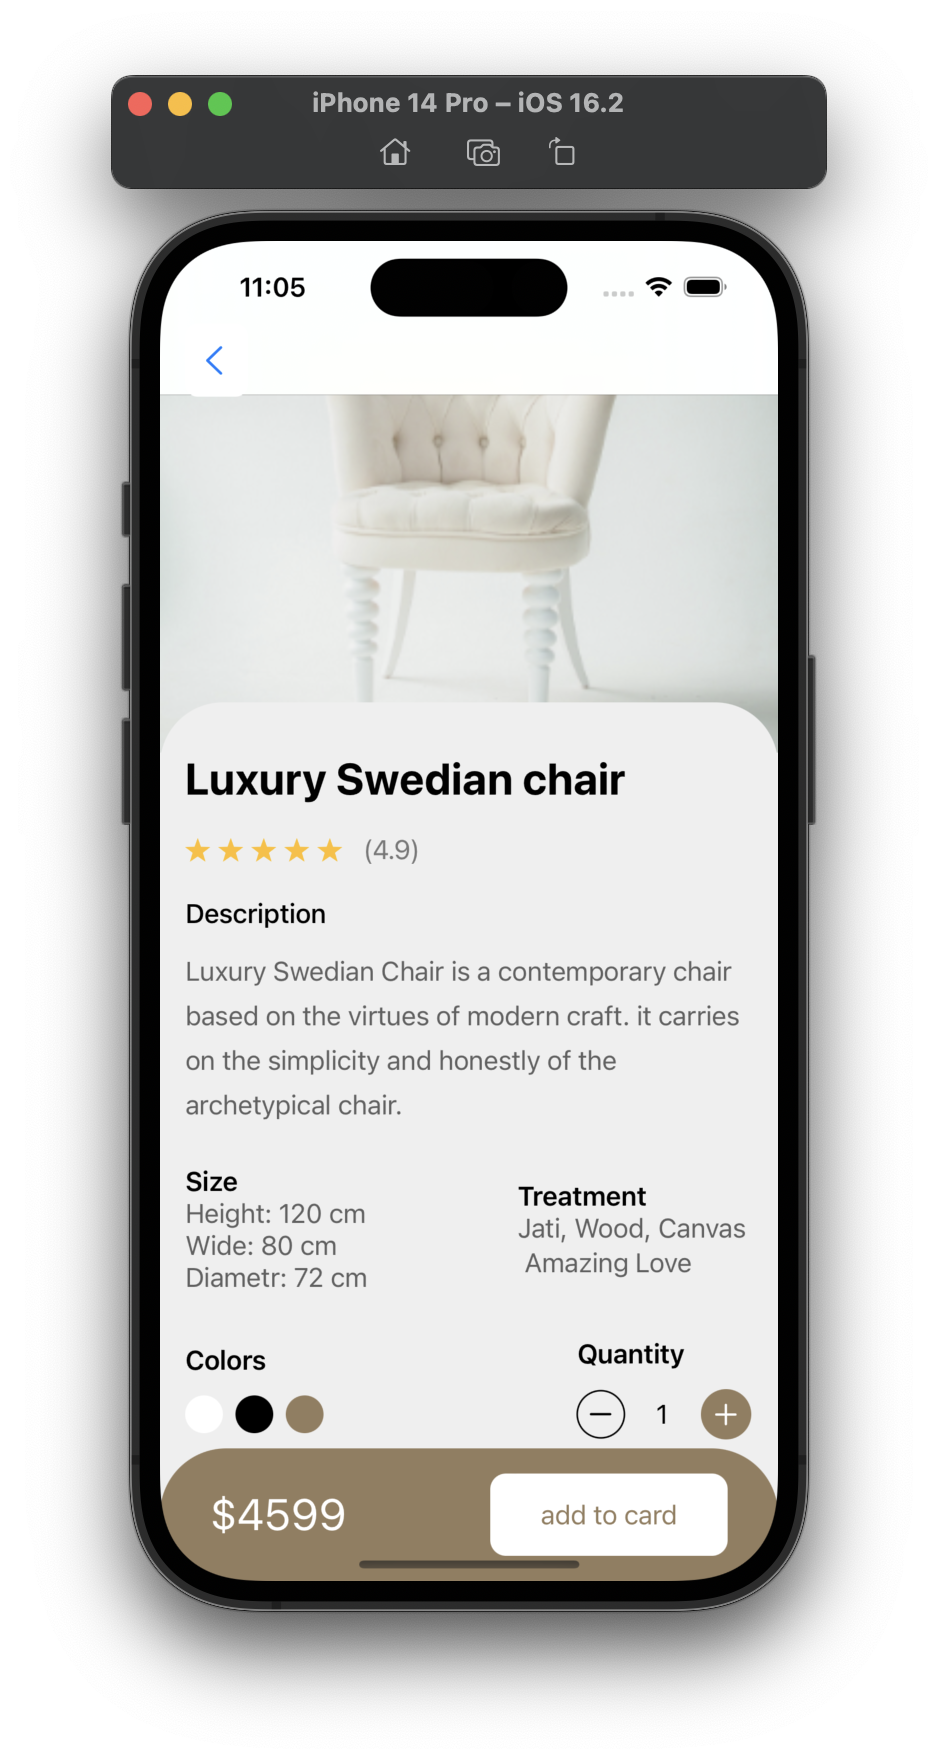 iPhone 14 Pro – iOS 16.2
11:05
Luxury Swedian chair
(4.9)
Description
Luxury Swedian Chair is a contemporary chair
based on the virtues of modern craft. it carries
on the simplicity and honestly of the
archetypical chair.
Size
Height: 120 cm
Wide: 80 cm
Diametr: 72 cm
Treatment
Jati, Wood, Canvas
Amazing Love
Colors
Quantity
1
$4599
add to card